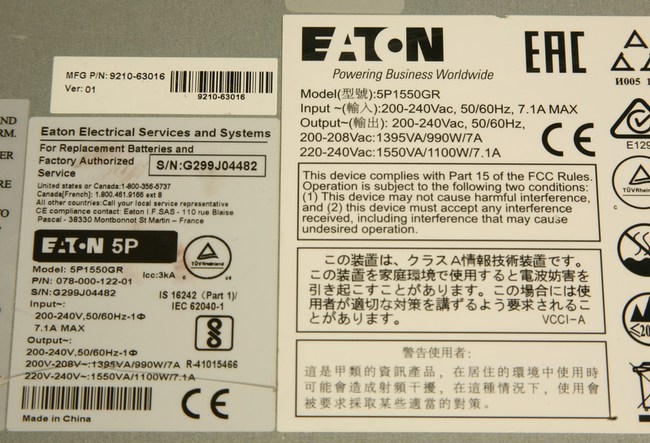 MFG P/N: 9210-63016
Ver: 01
9210-63016
Eaton Electrical Services and Systems
For Replacement Batteries and
Factory Authorized
Service
S/N:G299J04482
United states or Canada:1-800-356-5737
Canada[French]: 1.800.461.9166 ext 8
All other countries:Call your local service representative
CE compliance contact: Eaton I.F.SAS - 110 rue Blaise
Pascal - 38330 Montbonnot St Martin – France
EATON 5P
TÜVRheinland
Model: 5P1550GR
Icc:3kA
P/N: 078-000-122-01
S/N:G299J04482
IS 16242 (Part 1)/
IEC 62040-1
Input~:
200-240V,50/60Hz-1Φ
7.1A MAX
Output~:
200-240V,50/60Hz-1Φ
200V-208V~:1395VA/990W/7A
R-41015466
220V-240V~:1550VA/1100W/7.1A
Made in China
CE
EATON
Powering Business Worldwide
EAC
Model(型號):5P1550GR
Input ~(輸入):200-240Vac, 50/60Hz, 7.1A MAX
Output~(輸出): 200-240Vac, 50/60Hz,
200-208Vac:1395VA/990W/7A
220-240Vac:1550VA/1100W/7.1A
CE
This device complies with Part 15 of the FCC Rules.
Operation is subject to the following two conditions:
(1) This device may not cause harmful interference,
and (2) this device must accept any interference
received, including interference that may cause
undesired operation.
この装置は、クラスA情報技術装置です。
この装置を家庭環境で使用すると電波妨害を
引き起こすことがあります。この場合には使
用者が適切な対策を講ずるよう要求されるこ
とがあります。
VCCI-A
警告使用者:
這是甲類的資訊產品，在居住的環境中使用時
可能會造成射頻干擾，在這種情況下，使用會
被要求採取某些適當的對策。
И005 1
E129
TÜVRh
20